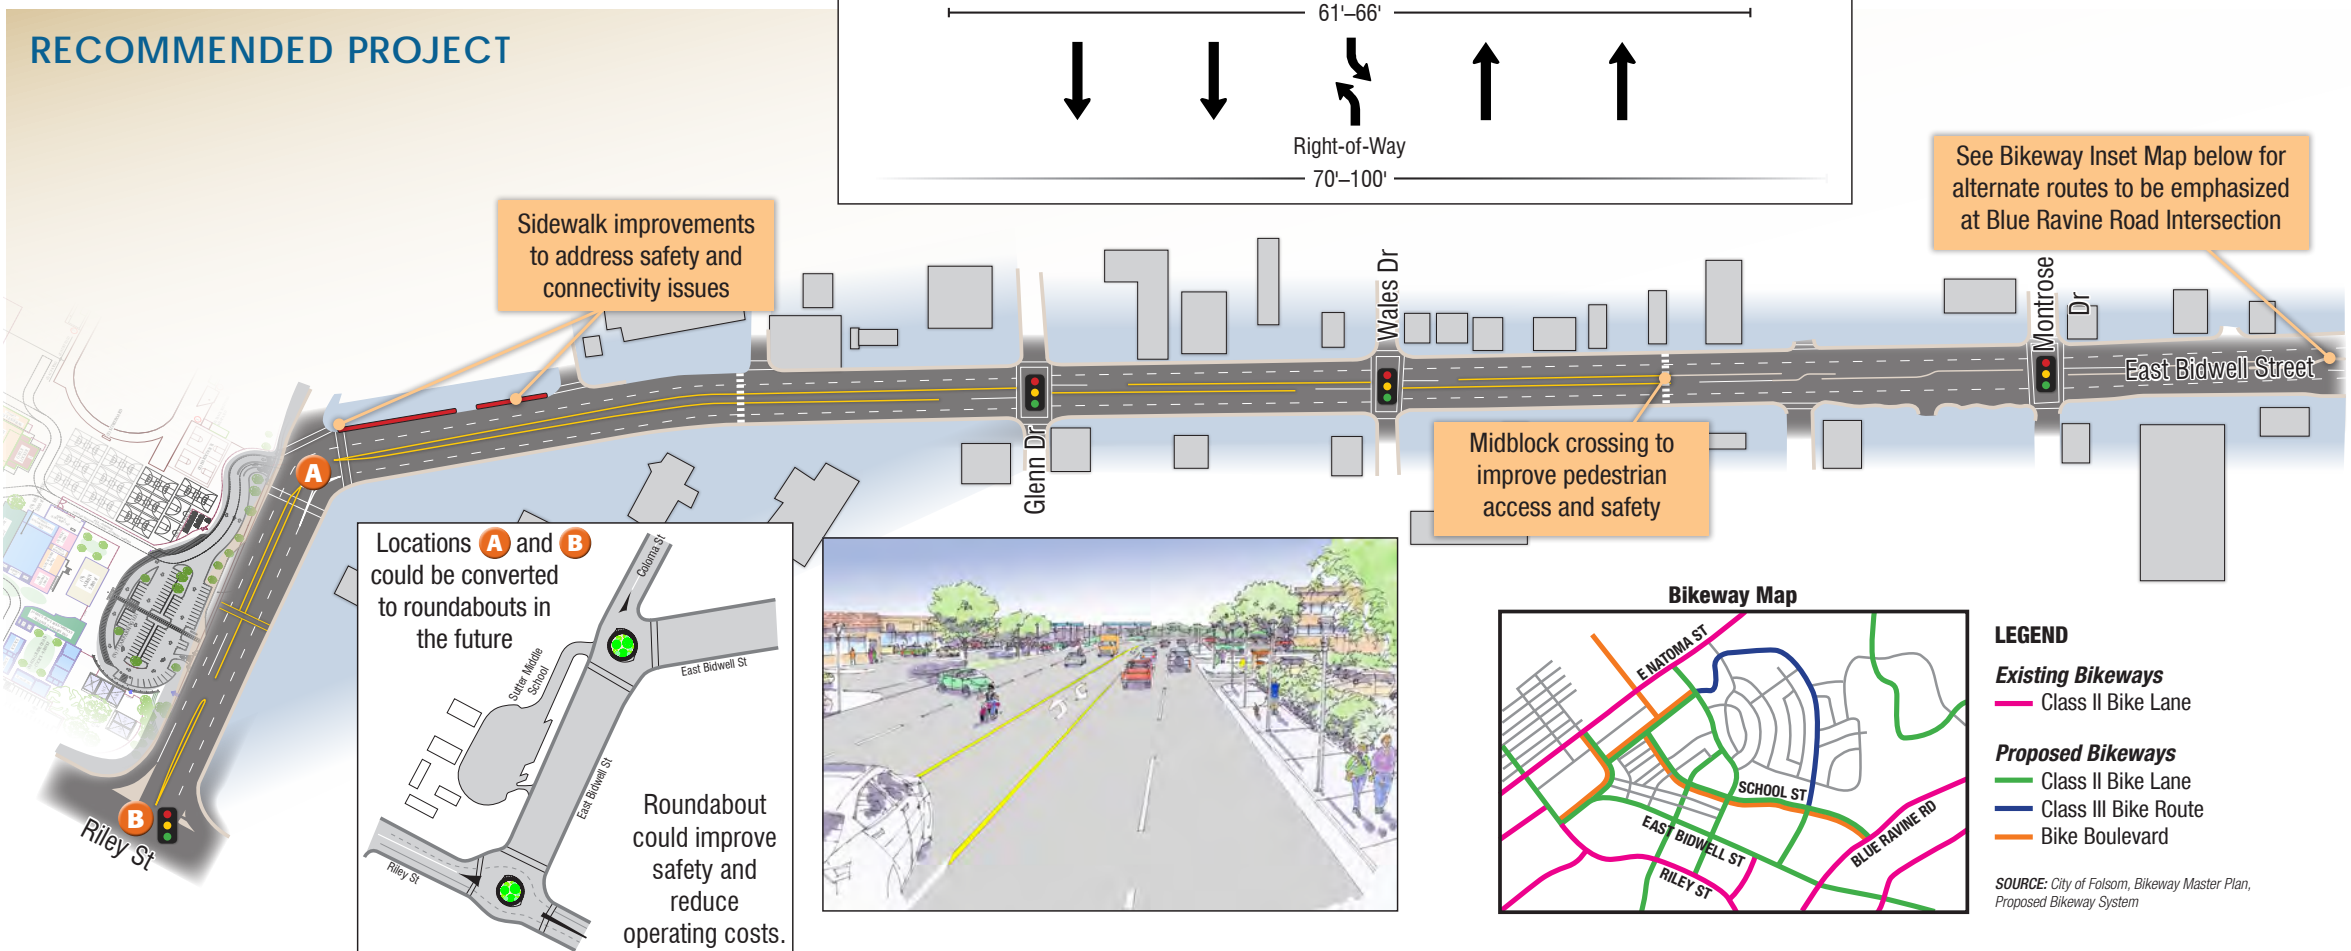 RECOMMENDED PROJECT
61'–66'
Right-of-Way
70'–100'
See Bikeway Inset Map below for
alternate routes to be emphasized
at Blue Ravine Road Intersection
Sidewalk improvements
to address safety and
connectivity issues
Glenn Dr
Wales Dr
Montrose
Dr
East Bidwell Street
Midblock crossing to
improve pedestrian
access and safety
A
B
Riley St
Locations A and B
could be converted
to roundabouts in
the future
Coloma St
East Bidwell St
Sutter Middle
School
East Bidwell St
Riley St
Roundabout
could improve
safety and
reduce
operating costs.
Bikeway Map
E NATOMA ST
SCHOOL ST
EAST BIDWELL ST
BLUE RAVINE RD
RILEY ST
LEGEND
Existing Bikeways
Class II Bike Lane
Proposed Bikeways
Class II Bike Lane
Class III Bike Route
Bike Boulevard
SOURCE: City of Folsom, Bikeway Master Plan,
Proposed Bikeway System